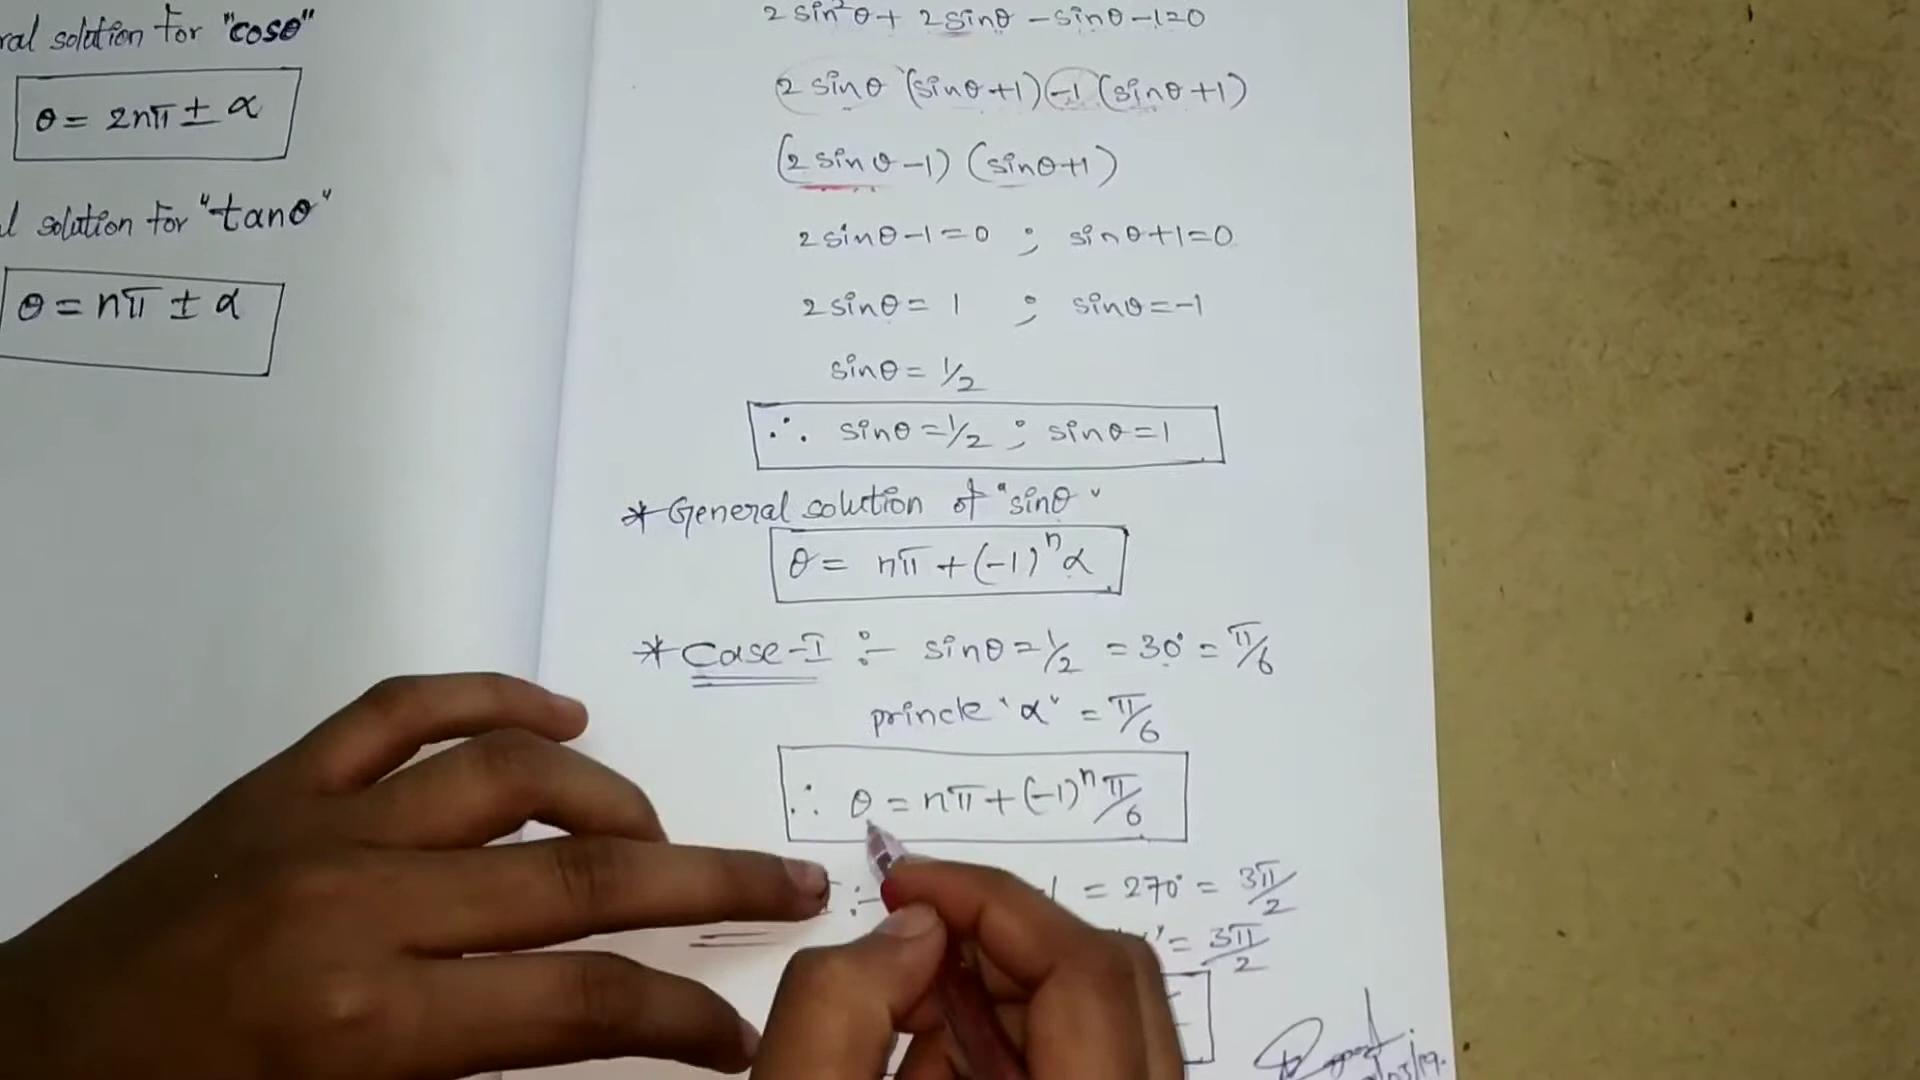 ral solution for "cosθ"
θ = 2nπ ± α
l solution for "tanθ"
θ = nπ ± α
2 sin²θ + 2sinθ - sinθ - 1 = 0
2 sinθ (sinθ + 1) -1 (sinθ + 1)
(2 sinθ - 1) (sinθ + 1)
2 sinθ - 1 = 0 ; sinθ + 1 = 0
2 sinθ = 1 ; sinθ = -1
sinθ = 1/2
∴ sinθ = 1/2 ; sinθ = 1
* General solution of "sinθ"
θ = nπ + (-1)ⁿ α
* Case-I :- sinθ = 1/2 = 30° = π/6
princle 'α' = π/6
∴ θ = nπ + (-1)ⁿ π/6
:- = 270° = 3π/2
= 3π/2